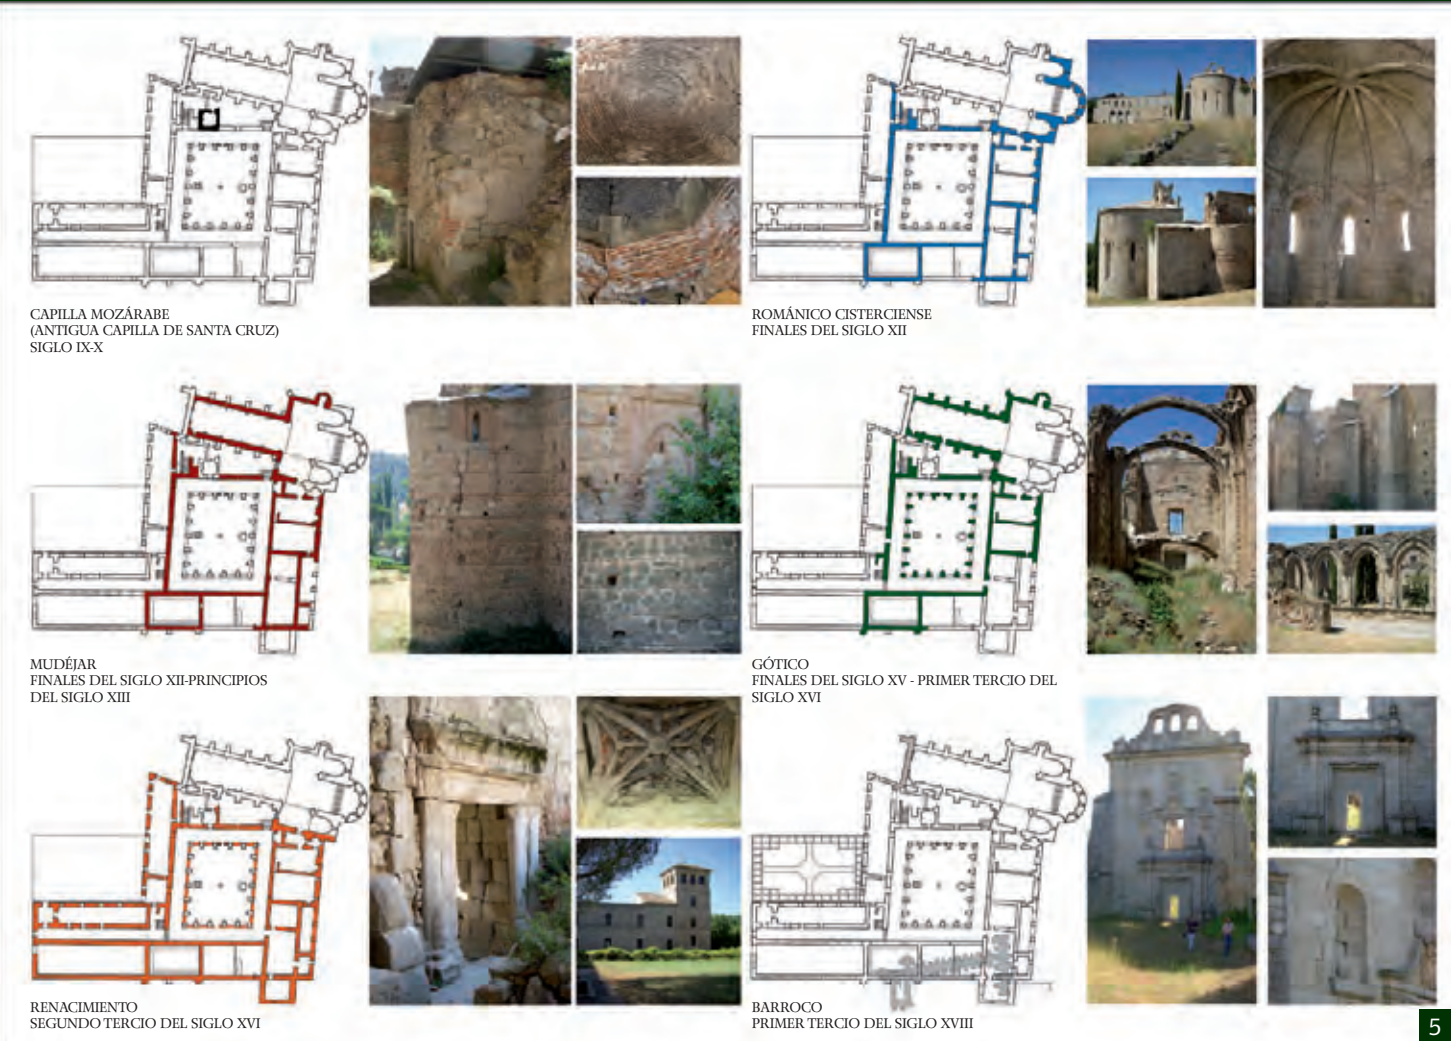 CAPILLA MOZÁRABE
(ANTIGUA CAPILLA DE SANTA CRUZ)
SIGLO IX-X
ROMÁNICO CISTERCIENSE
FINALES DEL SIGLO XII
MUDÉJAR
FINALES DEL SIGLO XII-PRINCIPIOS
DEL SIGLO XIII
GÓTICO
FINALES DEL SIGLO XV - PRIMER TERCIO DEL
SIGLO XVI
RENACIMIENTO
SEGUNDO TERCIO DEL SIGLO XVI
BARROCO
PRIMER TERCIO DEL SIGLO XVIII
5